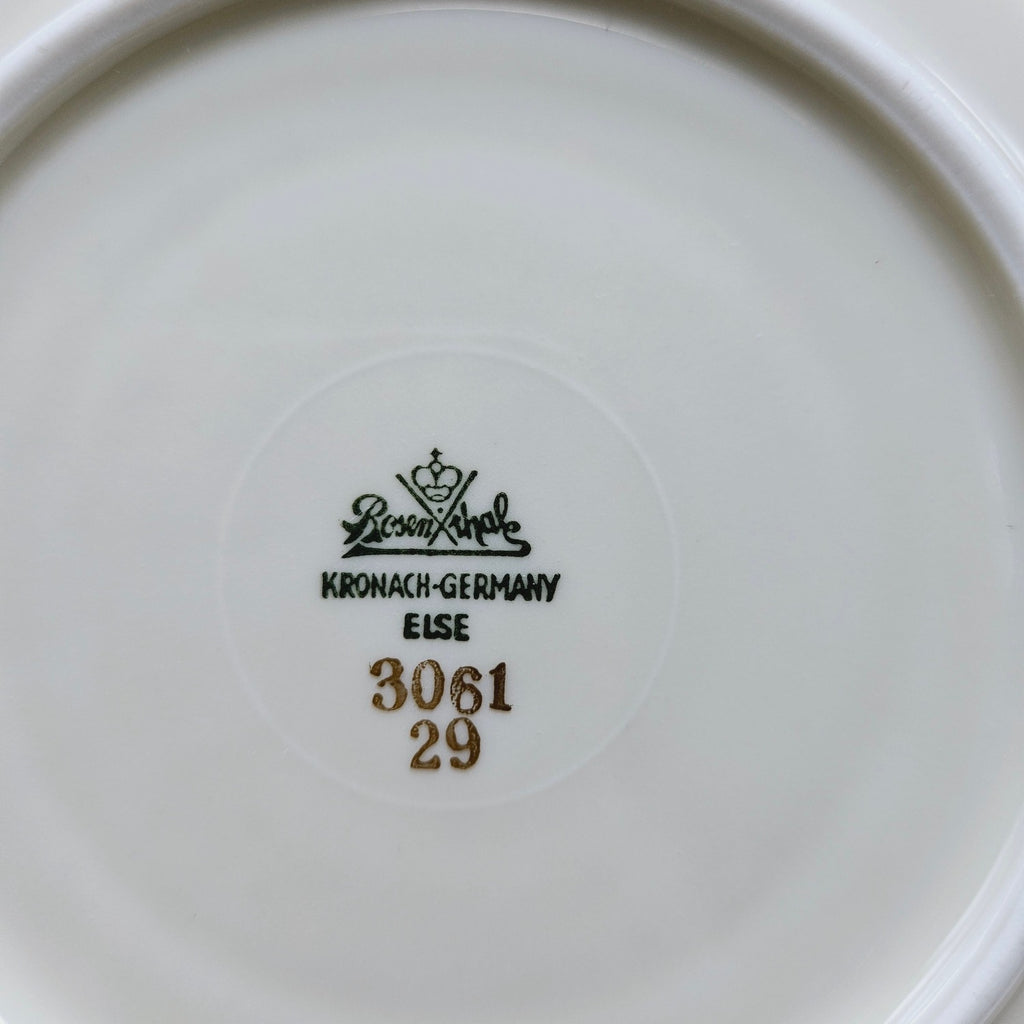 Rosenthal
KRONACH-GERMANY
ELSE
3061
29